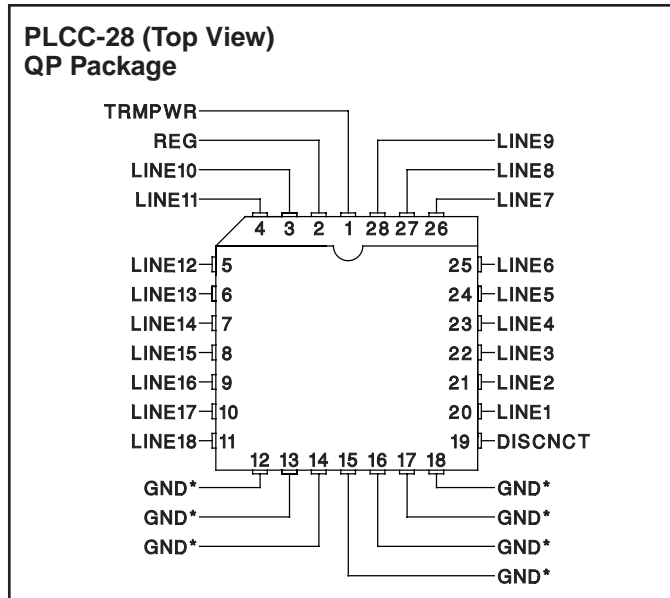 PLCC-28 (Top View)
QP Package
TRMPWR
REG LINE9
LINE10 LINE8
LINE11 LINE7
4 3 2 1 28 27 26
LINE12 5 25 LINE6
LINE13 6 24 LINE5
LINE14 7 23 LINE4
LINE15 8 22 LINE3
LINE16 9 21 LINE2
LINE17 10 20 LINE1
LINE18 11 19 DISCNCT
12 13 14 15 16 17 18
GND* GND*
GND* GND*
GND* GND*
GND*